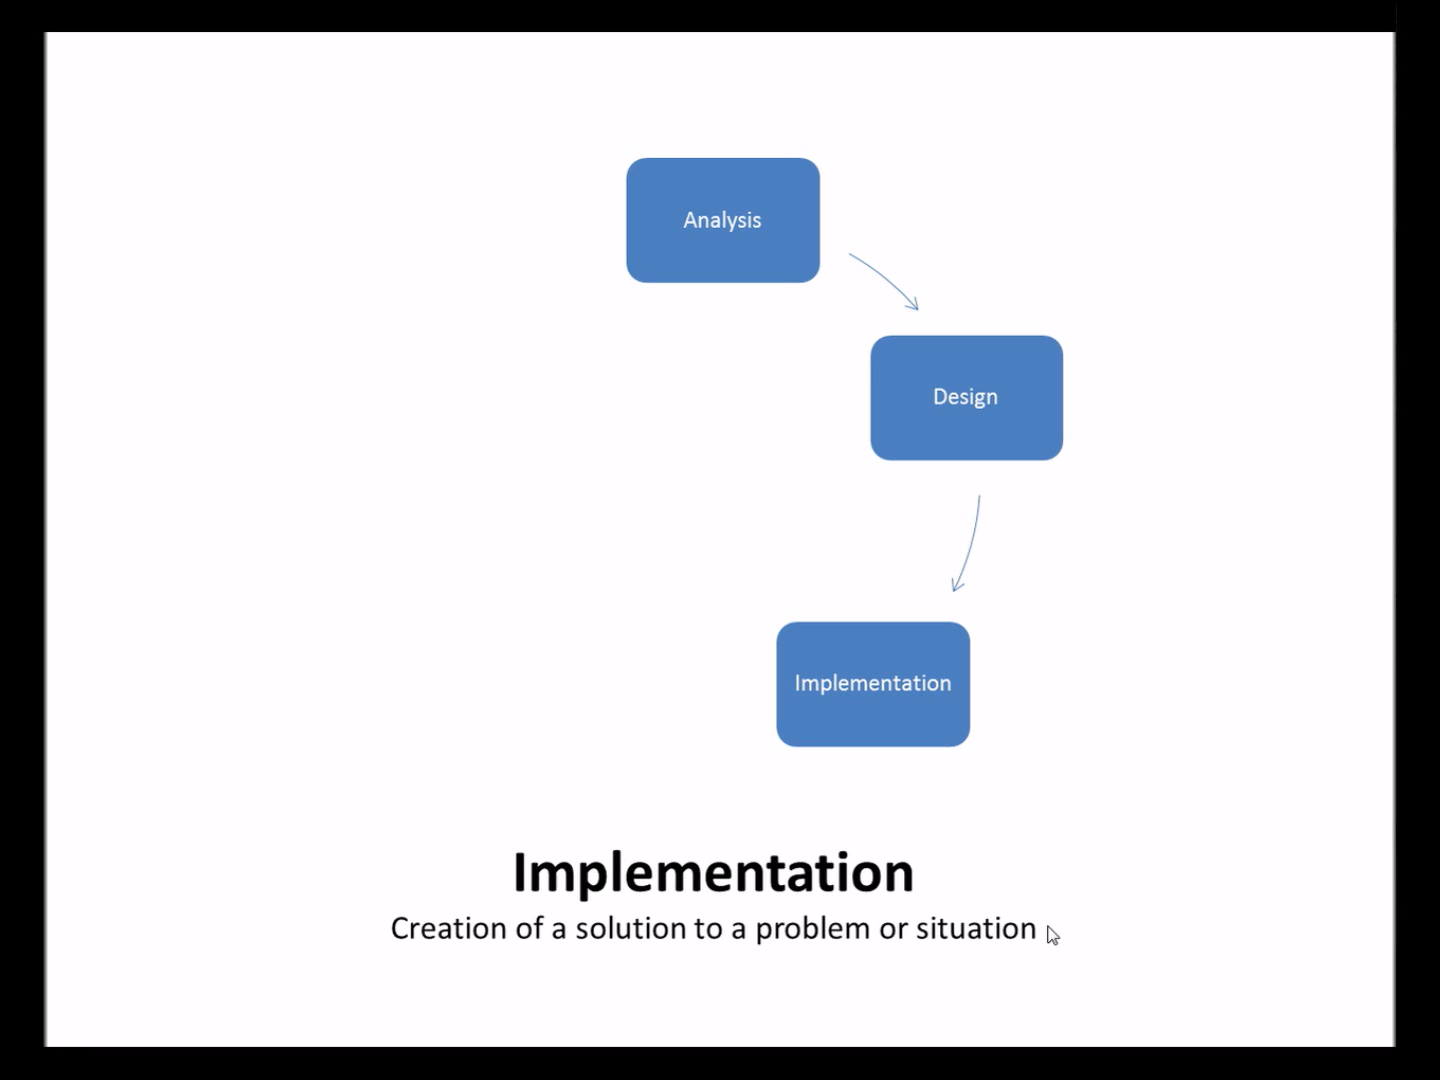 Analysis
Design
Implementation
Implementation
Creation of a solution to a problem or situation